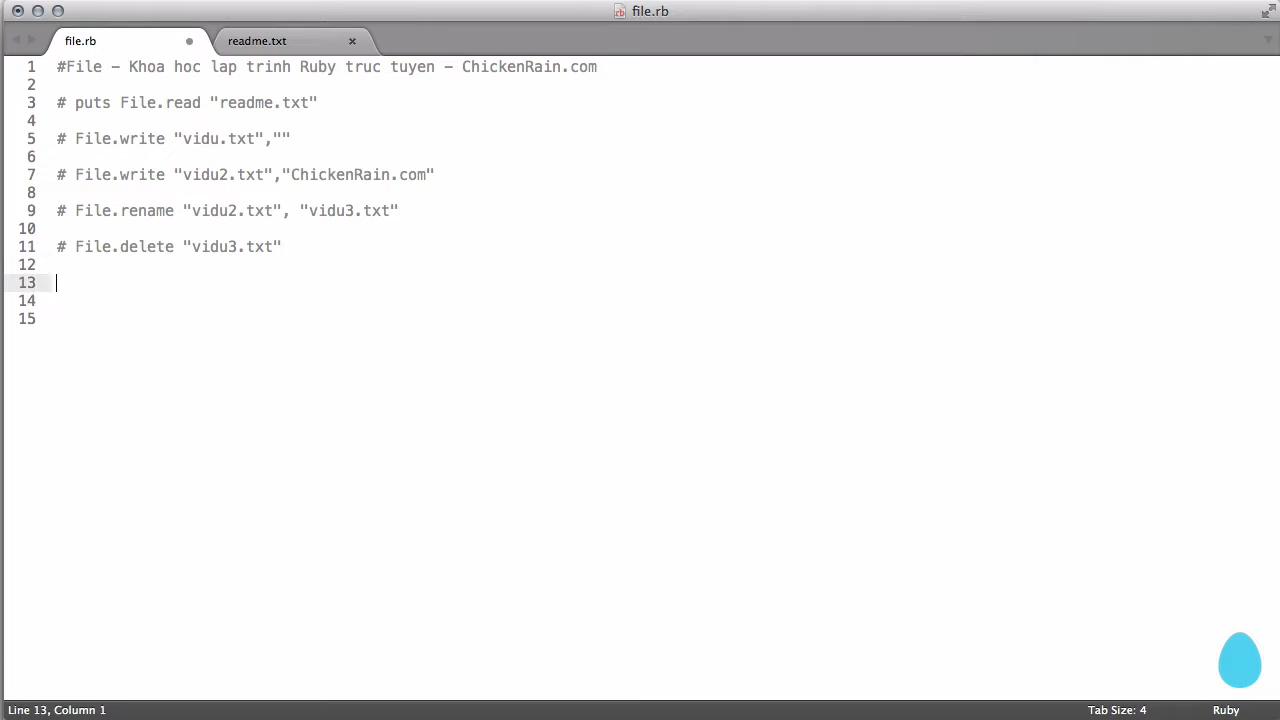 file.rb
file.rb
readme.txt
1 #File - Khoa hoc lap trinh Ruby truc tuyen - ChickenRain.com
2
3 # puts File.read "readme.txt"
4
5 # File.write "vidu.txt",""
6
7 # File.write "vidu2.txt","ChickenRain.com"
8
9 # File.rename "vidu2.txt", "vidu3.txt"
10
11 # File.delete "vidu3.txt"
12
13
14
15
Line 13, Column 1
Tab Size: 4
Ruby